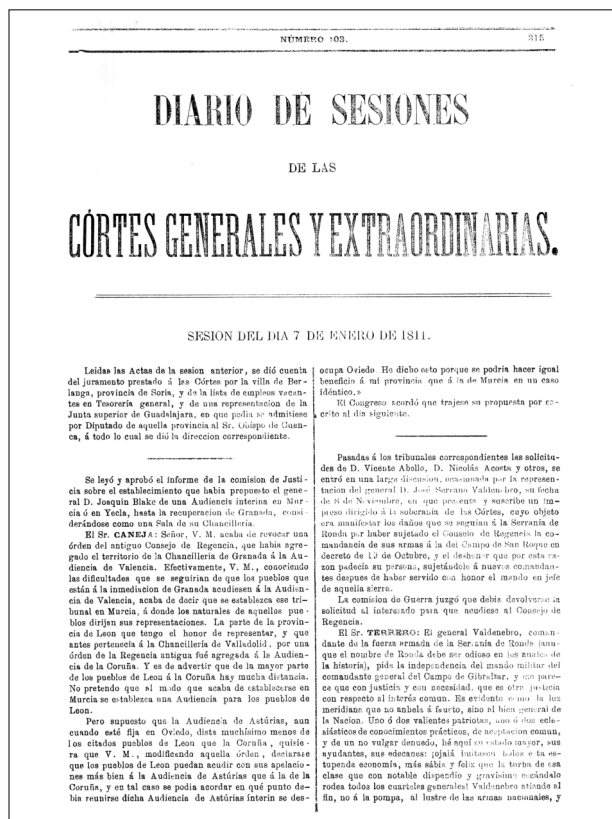 NÚMERO 103.
315
DIARIO DE SESIONES
DE LAS
CÓRTES GENERALES Y EXTRAORDINARIAS.
SESION DEL DIA 7 DE ENERO DE 1811.
Leidas las Actas de la sesion anterior, se dió cuenta
del juramento prestado á las Córtes por la villa de Ber-
langa, provincia de Soria, y de la lista de empleos vacan-
tes en Tesorería general, y de una representacion de la
Junta superior de Guadalajara, en que pedia se admitiese
por Diputado de aquella provincia al Sr. Obispo de Cuen-
ca, á todo lo cual se dió la direccion correspondiente.
Se leyó y aprobó el informe de la comision de Justi-
cia sobre el establecimiento que habia propuesto el gene-
ral D. Joaquin Blake de una Audiencia interina en Mur-
cia ó en Yecla, hasta la recuperacion de Granada, consi-
derándose como una Sala de su Chancillería.
El Sr. CANEJA: Señor, V. M. acaba de revocar una
órden del antiguo Consejo de Regencia, que habia agre-
gado el territorio de la Chancillería de Granada á la Au-
diencia de Valencia. Efectivamente, V. M., conociendo
las dificultades que se seguirian de que los pueblos que
están á la inmediacion de Granada acudiesen á la Audien-
cia de Valencia, acaba de decir que se establezca ese tri-
bunal en Murcia, á donde los naturales de aquellos pue-
blos dirijan sus representaciones. La parte de la provin-
cia de Leon que tengo el honor de representar, y que
antes pertenecia á la Chancillería de Valladolid, por una
órden de la Regencia antigua fué agregada á la Audien-
cia de la Coruña. Y es de advertir que de la mayor parte
de los pueblos de Leon á la Coruña hay mucha distancia.
No pretendo que al modo que acaba de establecerse en
Murcia se establezca una Audiencia para los pueblos de
Leon.
Pero supuesto que la Audiencia de Astúrias, aun
cuando esté fija en Oviedo, dista muchísimo menos de
los citados pueblos de Leon que la Coruña, quisie-
ra que V. M., modificando aquella órden, declarase
que los pueblos de Leon puedan acudir con sus apelacio-
nes más bien á la Audiencia de Astúrias que á la de la
Coruña, y en tal caso se podia acordar en qué punto de-
bia reunirse dicha Audiencia de Astúrias ínterin se des-
ocupa Oviedo. He dicho esto porque se podria hacer igual
beneficio á mi provincia que á la de Murcia en un caso
idéntico.»
El Congreso acordó que trajese su propuesta por es-
crito al dia siguiente.
Pasadas á los tribunales correspondientes las solicitu-
des de D. Vicente Abello, D. Nicolás Acosta y otros, se
entró en una larga discusion, ocasionada por la represen-
tacion del general D. José Serrano Valdenebro, su fecha
de 8 de Noviembre, en que presenta y suscribe un im-
preso dirigido á la soberanía de las Córtes, cuyo objeto
era manifestar los daños que se seguian á la Serranía de
Ronda por haber sujetado el Consejo de Regencia la co-
mandancia de sus armas á la del Campo de San Roque en
decreto de 19 de Octubre, y el deshonor que por esta ra-
zon padecia su persona, sujetándole á nuevos comandan-
tes despues de haber servido con honor el mando en jefe
de aquella sierra.
La comision de Guerra juzgó que debia devolverse la
solicitud al interesado para que acudiese al Consejo de
Regencia.
El Sr. TERRERO: El general Valdenebro, coman-
dante de la fuerza armada de la Serranía de Ronda (aun-
que el nombre de Ronda debe ser odioso en los anales de
la historia), pide la independencia del mando militar del
comandante general del Campo de Gibraltar, y me pare-
ce que con justicia y con necesidad, que es otra justicia
con respecto al interés comun. Es evidente como la luz
meridiana que no anhela á fausto, sino al bien general de
la Nacion. Uno ó dos valientes patriotas, uno ó dos ecle-
siásticos de conocimientos prácticos, de aceptacion comun,
y de un no vulgar denuedo, hé aquí su estado mayor, sus
ayudantes, sus edecanes: ¡ojalá imitasen todos esta es-
tupenda economía, más sábia y feliz que la turba de esa
clase que con notable dispendio y gravísimo escándalo
rodea todos los cuarteles generales! Valdenebro atiende al
fin, no á la pompa, al lustre de las armas nacionales, y